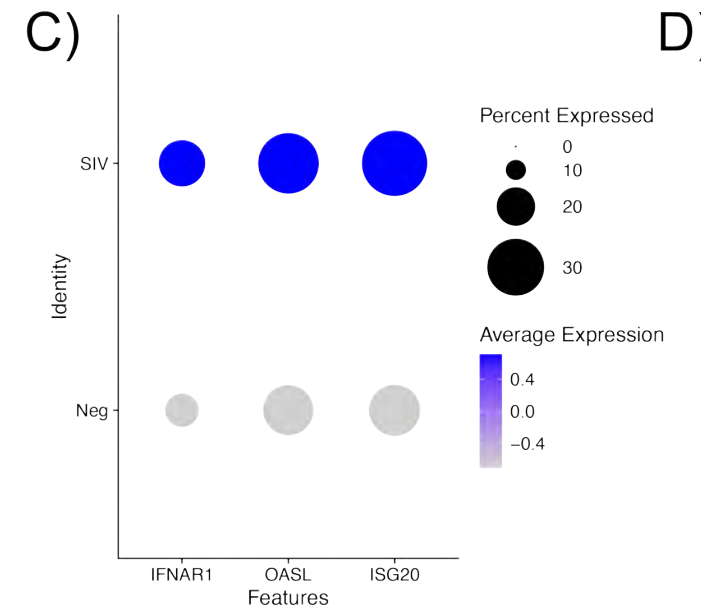 C)
D)
SIV
Neg
Identity
IFNAR1 OASL ISG20
Features
Percent Expressed
0
10
20
30
Average Expression
0.4
0.0
−0.4